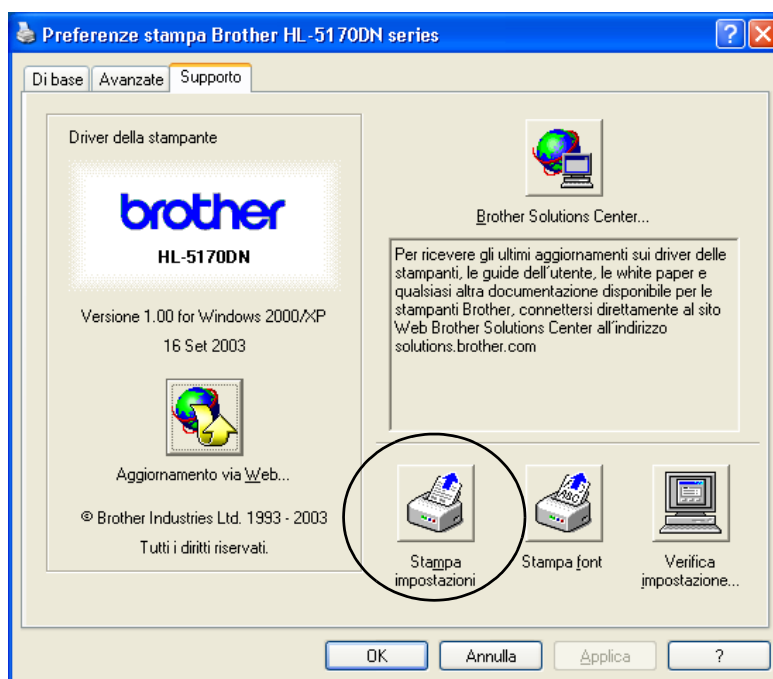 Preferenze stampa Brother HL-5170DN series
Di base Avanzate Supporto
Driver della stampante
brother
HL-5170DN
Versione 1.00 for Windows 2000/XP
16 Set 2003
Aggiornamento via Web...
© Brother Industries Ltd. 1993 - 2003
Tutti i diritti riservati.
Brother Solutions Center...
Per ricevere gli ultimi aggiornamenti sui driver delle
stampanti, le guide dell'utente, le white paper e
qualsiasi altra documentazione disponibile per le
stampanti Brother, connettersi direttamente al sito
Web Brother Solutions Center all'indirizzo
solutions.brother.com
Stampa
impostazioni
ABC
Stampa font
Verifica
impostazione...
OK Annulla Applica ?